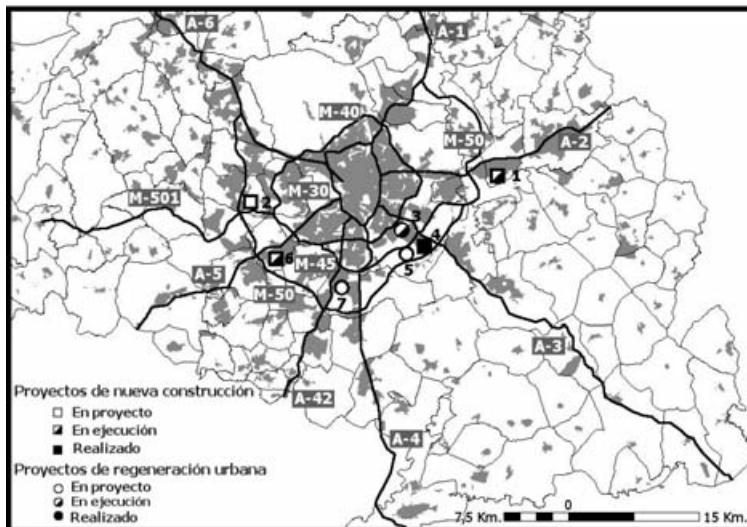 A-6
A-1
M-40
M-50
A-2
1
M-30
M-501
2
3
4
5
6
M-45
A-5
M-50
7
A-3
A-42
A-4
Proyectos de nueva construcción
En proyecto
En ejecución
Realizado
Proyectos de regeneración urbana
En proyecto
En ejecución
Realizado
0
7,5 Km.
15 Km.